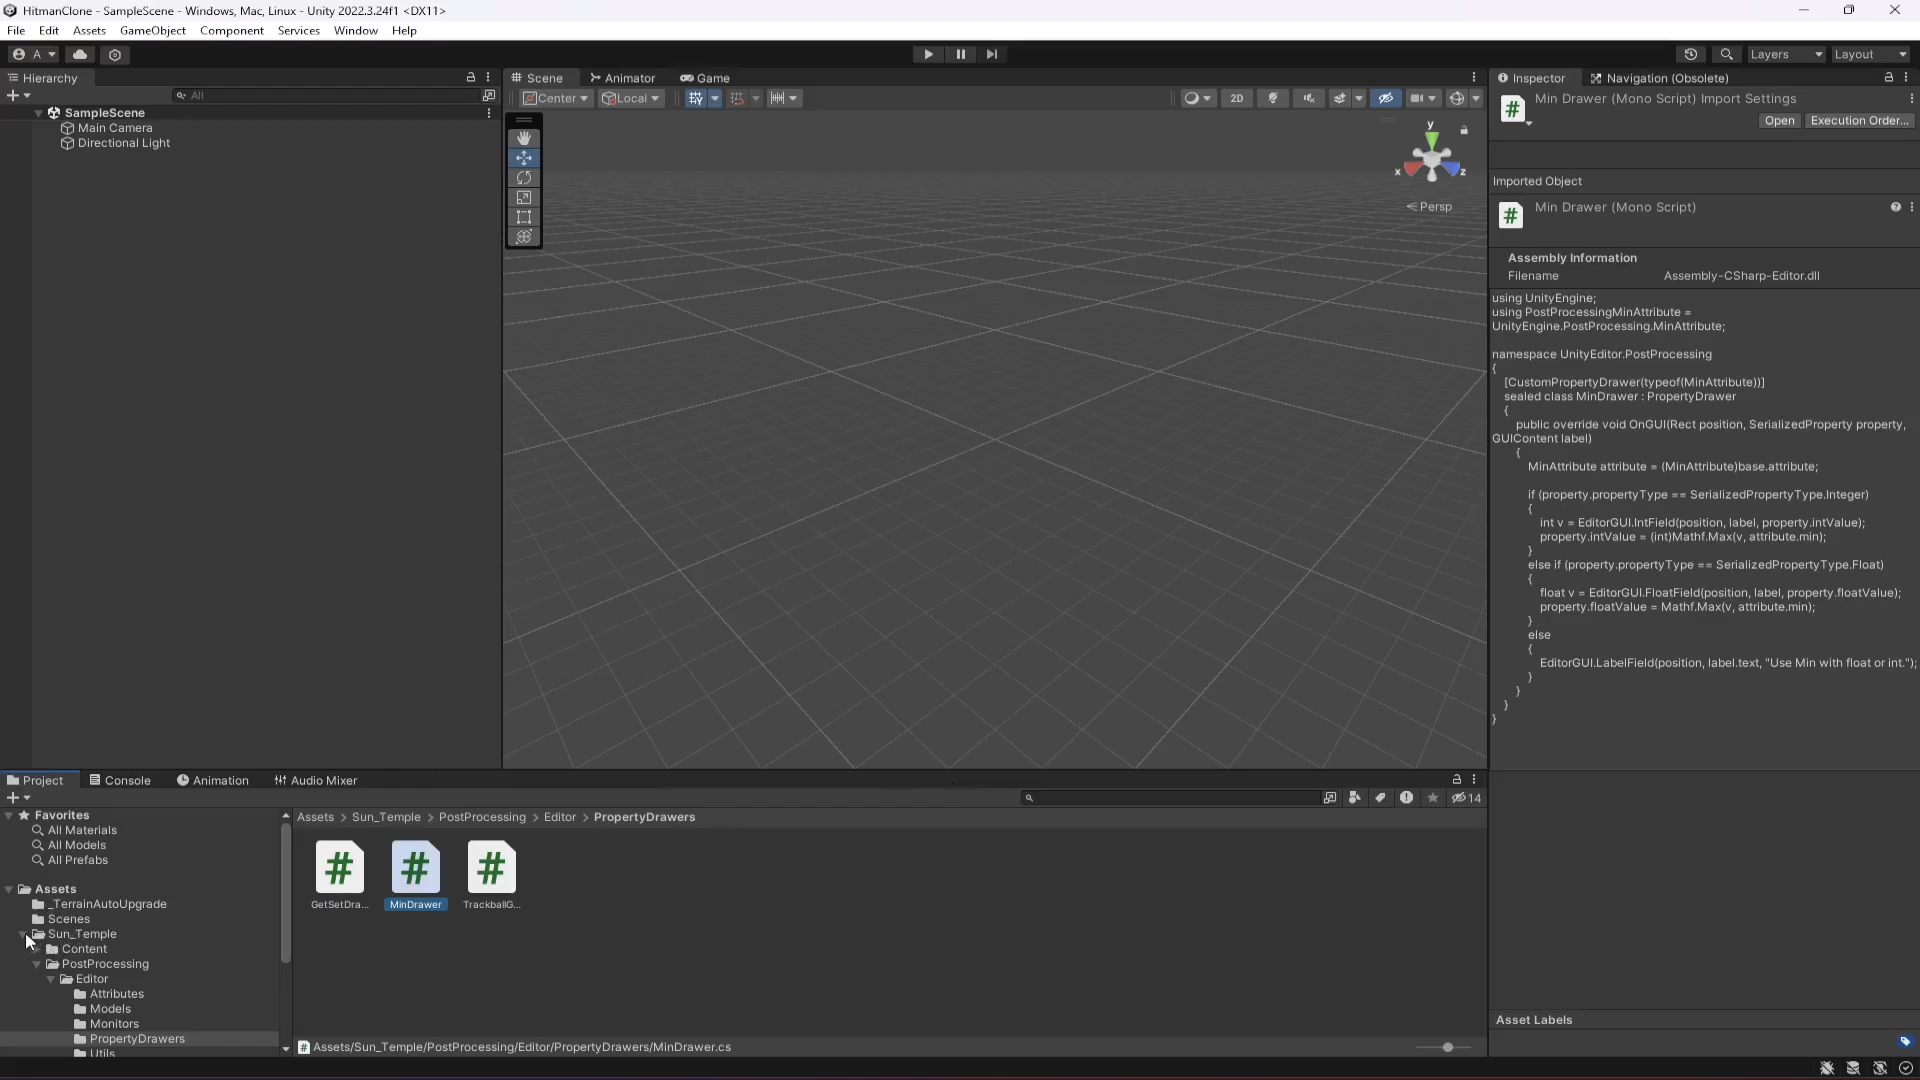 HitmanClone - SampleScene - Windows, Mac, Linux - Unity 2022.3.24f1 <DX11>
File Edit Assets GameObject Component Services Window Help
A
Layers
Layout
Hierarchy
All
SampleScene
Main Camera
Directional Light
Scene
Animator
Game
Center
Local
2D
y
x
z
Persp
Inspector
Navigation (Obsolete)
Min Drawer (Mono Script) Import Settings
Open
Execution Order...
Imported Object
Min Drawer (Mono Script)
Assembly Information
Filename Assembly-CSharp-Editor.dll
using UnityEngine;
using PostProcessingMinAttribute =
UnityEngine.PostProcessing.MinAttribute;
namespace UnityEditor.PostProcessing
{
[CustomPropertyDrawer(typeof(MinAttribute))]
sealed class MinDrawer : PropertyDrawer
{
public override void OnGUI(Rect position, SerializedProperty property,
GUIContent label)
{
MinAttribute attribute = (MinAttribute)base.attribute;
if (property.propertyType == SerializedPropertyType.Integer)
{
int v = EditorGUI.IntField(position, label, property.intValue);
property.intValue = (int)Mathf.Max(v, attribute.min);
}
else if (property.propertyType == SerializedPropertyType.Float)
{
float v = EditorGUI.FloatField(position, label, property.floatValue);
property.floatValue = Mathf.Max(v, attribute.min);
}
else
{
EditorGUI.LabelField(position, label.text, "Use Min with float or int.");
}
}
}
}
Asset Labels
Project
Console
Animation
Audio Mixer
14
Favorites
All Materials
All Models
All Prefabs
Assets
_TerrainAutoUpgrade
Scenes
Sun_Temple
Content
PostProcessing
Editor
Attributes
Models
Monitors
PropertyDrawers
Utils
Assets > Sun_Temple > PostProcessing > Editor > PropertyDrawers
GetSetDra...
MinDrawer
TrackballG...
Assets/Sun_Temple/PostProcessing/Editor/PropertyDrawers/MinDrawer.cs